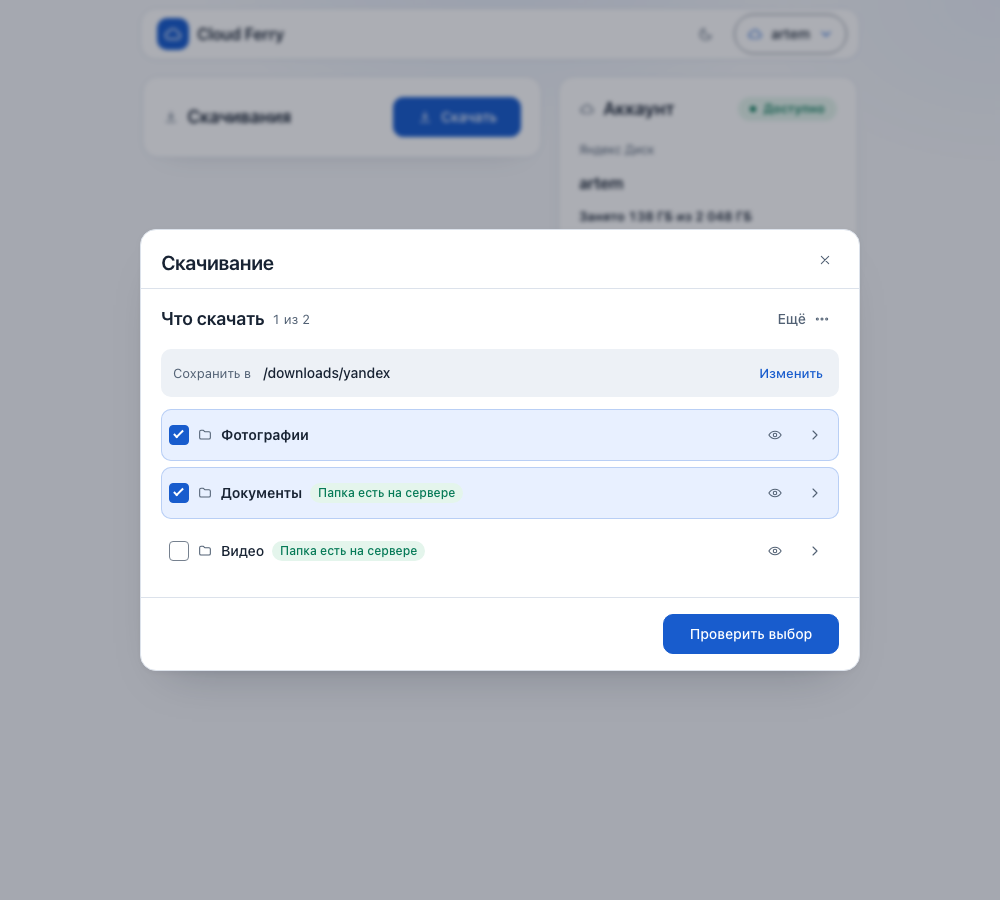 Cloud Ferry
artem
Скачивания
Скачать
Аккаунт
Доступно
Яндекс Диск
artem
Занято 138 ГБ из 2 048 ГБ
Скачивание
Что скачать 1 из 2
Ещё
Сохранить в /downloads/yandex
Изменить
Фотографии
Документы Папка есть на сервере
Видео Папка есть на сервере
Проверить выбор